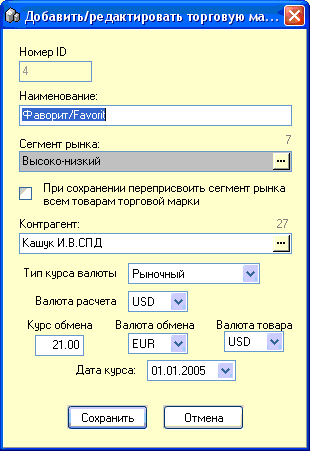 Добавить/редактировать торговую ма...
Номер ID
4
Наименование:
Фаворит/Favorit
Сегмент рынка: 7
Высоко-низкий ...
При сохранении переприсвоить сегмент рынка
всем товарам торговой марки
Контрагент: 27
Кашук И.В.СПД ...
Тип курса валюты Рыночный
Валюта расчета USD
Курс обмена Валюта обмена Валюта товара
21.00 EUR USD
Дата курса: 01.01.2005
Сохранить Отмена